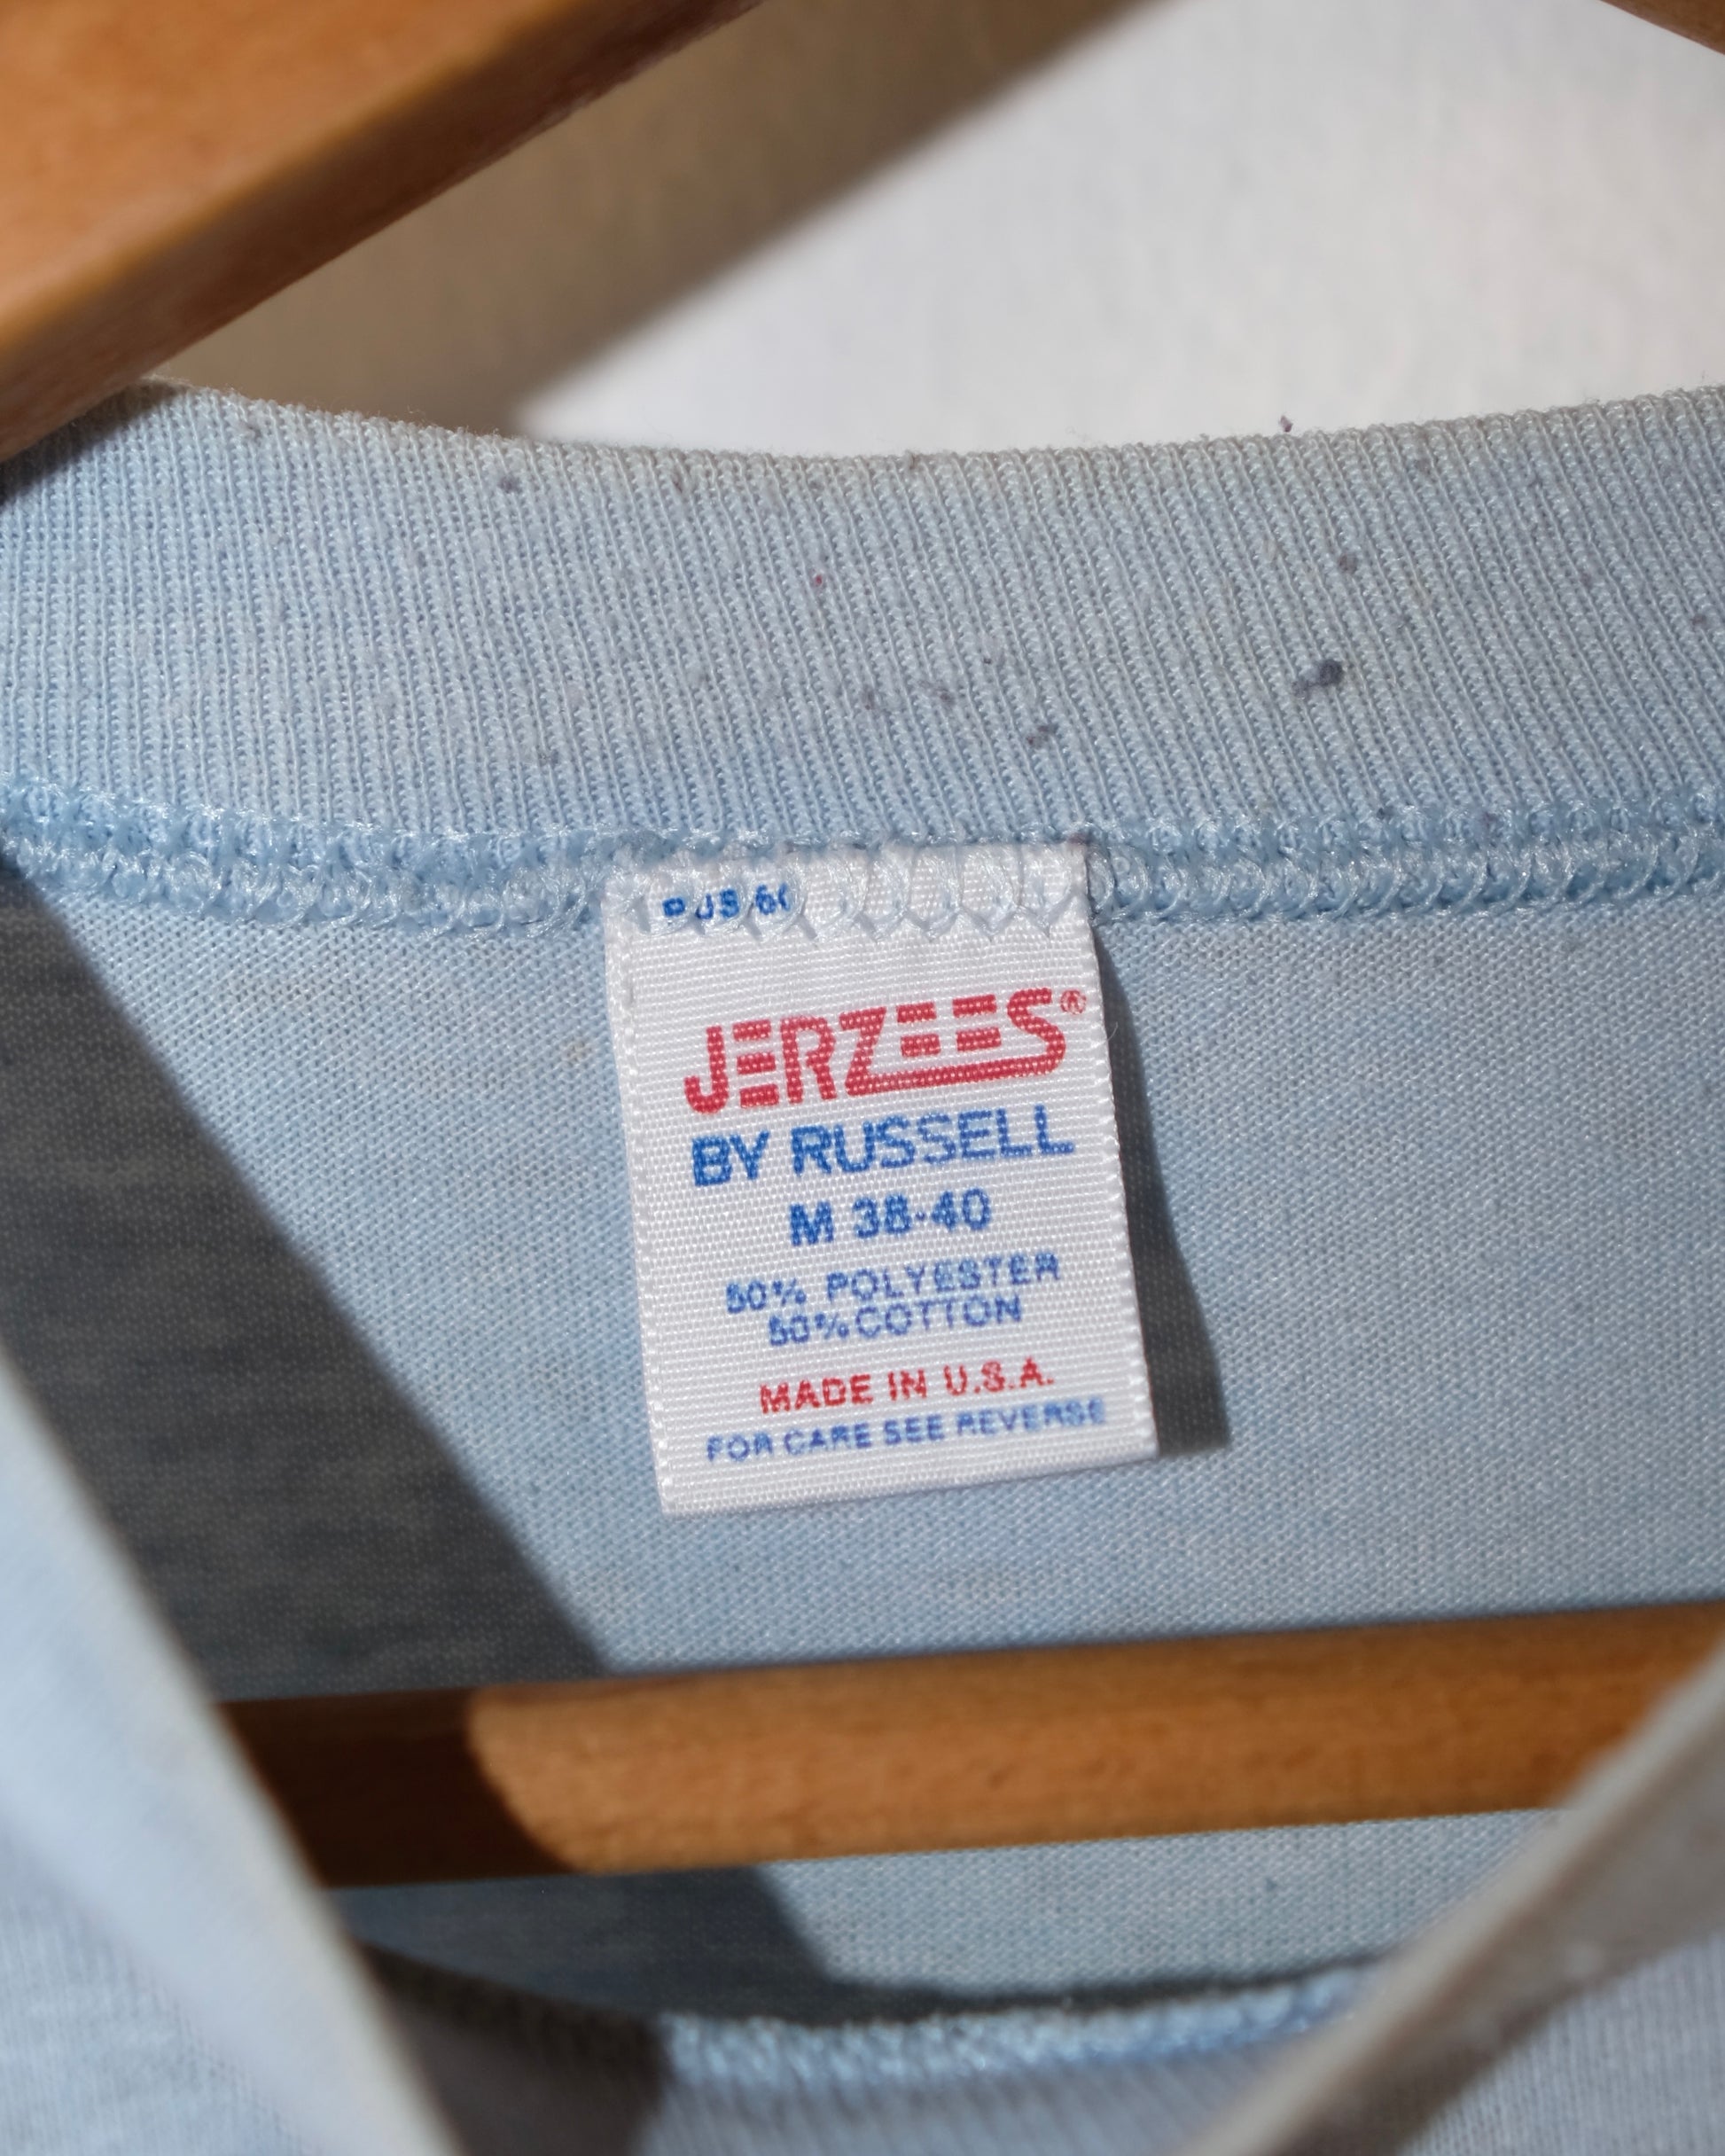 JERZEES®
BY RUSSELL
M 38-40
50% POLYESTER
50% COTTON
MADE IN U.S.A.
FOR CARE SEE REVERSE